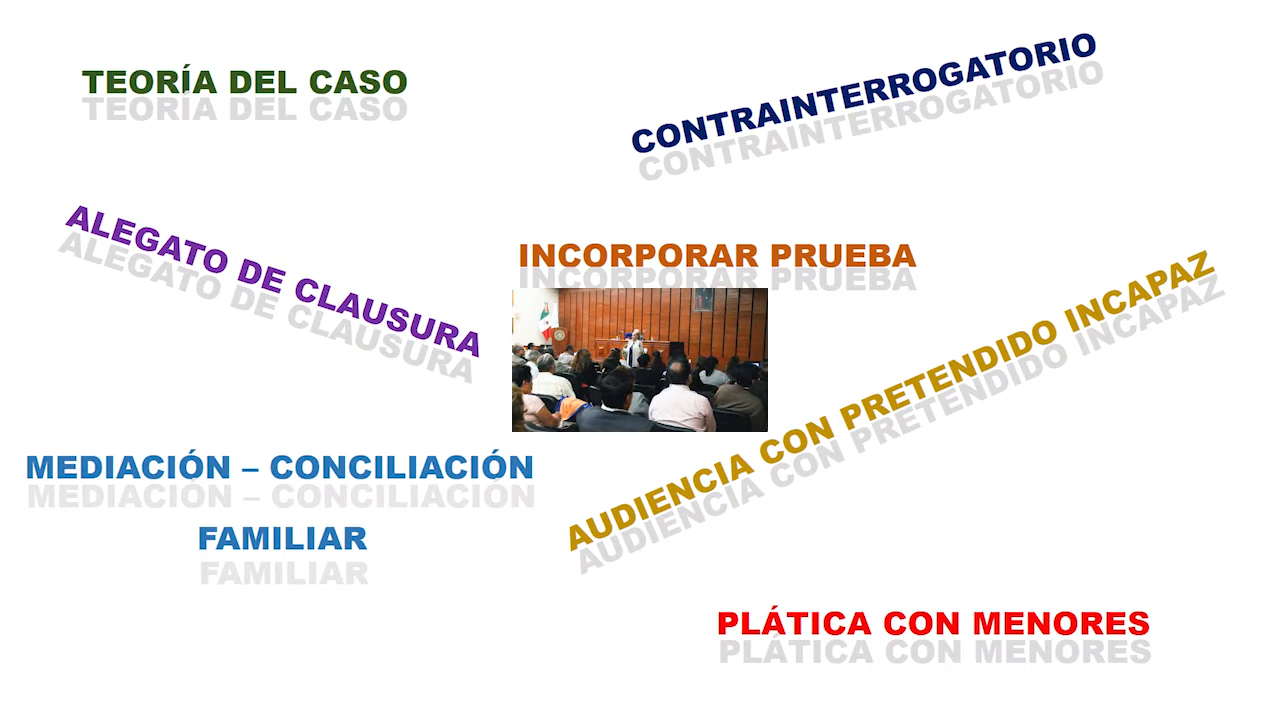 TEORÍA DEL CASO
CONTRAINTERROGATORIO
ALEGATO DE CLAUSURA
INCORPORAR PRUEBA
AUDIENCIA CON PRETENDIDO INCAPAZ
MEDIACIÓN – CONCILIACIÓN
FAMILIAR
PLÁTICA CON MENORES